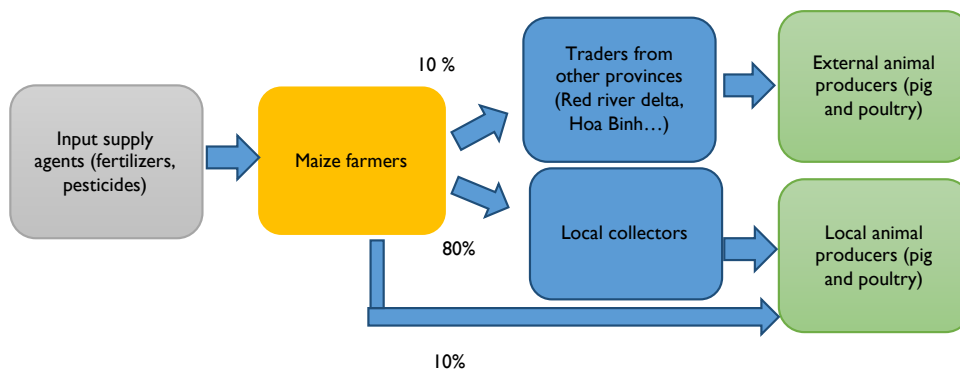 Input supply
agents (fertilizers,
pesticides)
Maize farmers
10 %
80%
10%
Traders from
other provinces
(Red river delta,
Hoa Binh…)
Local collectors
External animal
producers (pig
and poultry)
Local animal
producers (pig
and poultry)